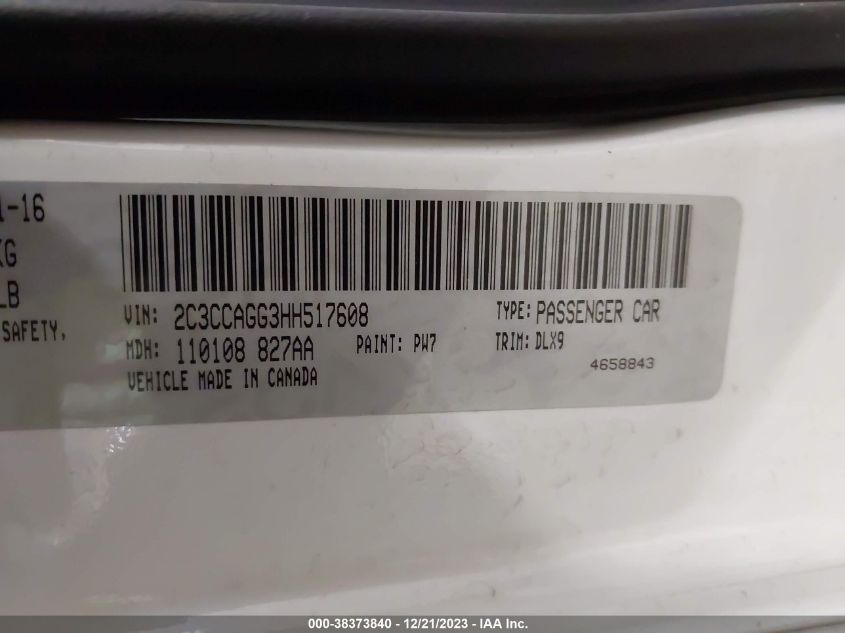 1-16
KG
LB
SAFETY,
VIN: 2C3CCAGG3HH517608
TYPE: PASSENGER CAR
MDH: 110108 827AA
PAINT: PW7
TRIM: DLX9
VEHICLE MADE IN CANADA
4658843
000-38373840 - 12/21/2023 - IAA Inc.